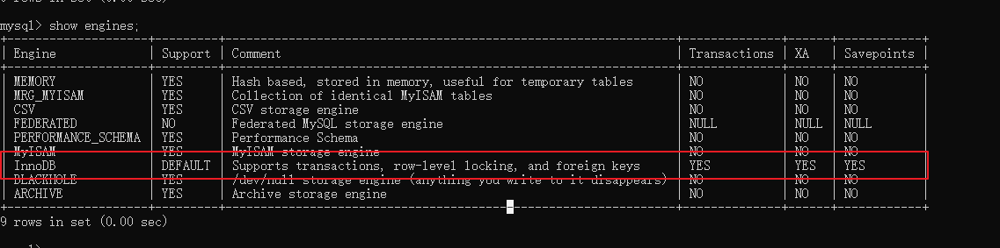 mysql> show engines;
+--------------------+---------+----------------------------------------------------------------+--------------+------+------------+
| Engine | Support | Comment | Transactions | XA | Savepoints |
+--------------------+---------+----------------------------------------------------------------+--------------+------+------------+
| MEMORY | YES | Hash based, stored in memory, useful for temporary tables | NO | NO | NO |
| MRG_MYISAM | YES | Collection of identical MyISAM tables | NO | NO | NO |
| CSV | YES | CSV storage engine | NO | NO | NO |
| FEDERATED | NO | Federated MySQL storage engine | NULL | NULL | NULL |
| PERFORMANCE_SCHEMA | YES | Performance Schema | NO | NO | NO |
| MyISAM | YES | MyISAM storage engine | NO | NO | NO |
| InnoDB | DEFAULT | Supports transactions, row-level locking, and foreign keys | YES | YES | YES |
| BLACKHOLE | YES | /dev/null storage engine (anything you write to it disappears) | NO | NO | NO |
| ARCHIVE | YES | Archive storage engine | NO | NO | NO |
+--------------------+---------+----------------------------------------------------------------+--------------+------+------------+
9 rows in set (0.00 sec)